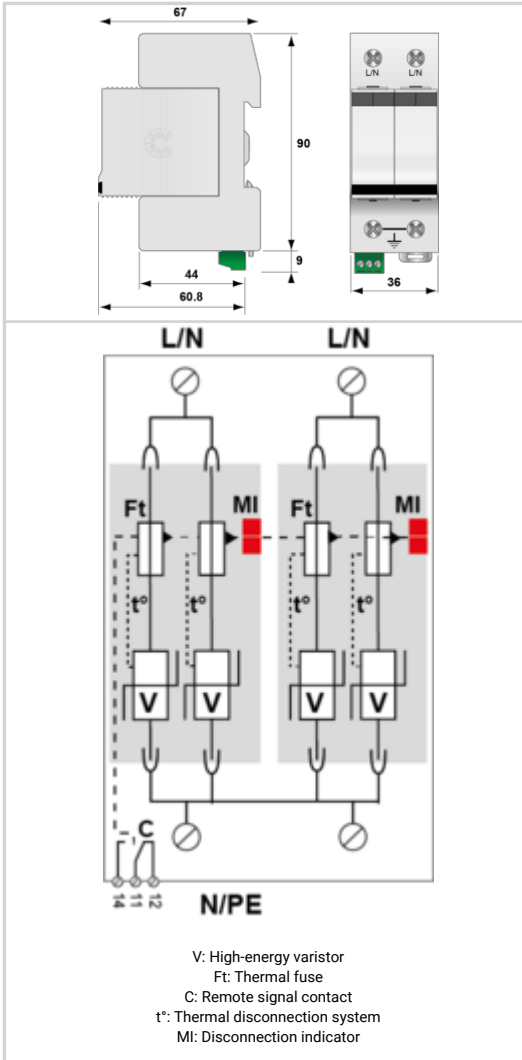 67
L/N L/N
90
9
44
60.8
36
L/N L/N
Ft MI Ft MI
t° t° t° t°
V V V V
C
14 11 12
N/PE
V: High-energy varistor
Ft: Thermal fuse
C: Remote signal contact
t°: Thermal disconnection system
MI: Disconnection indicator